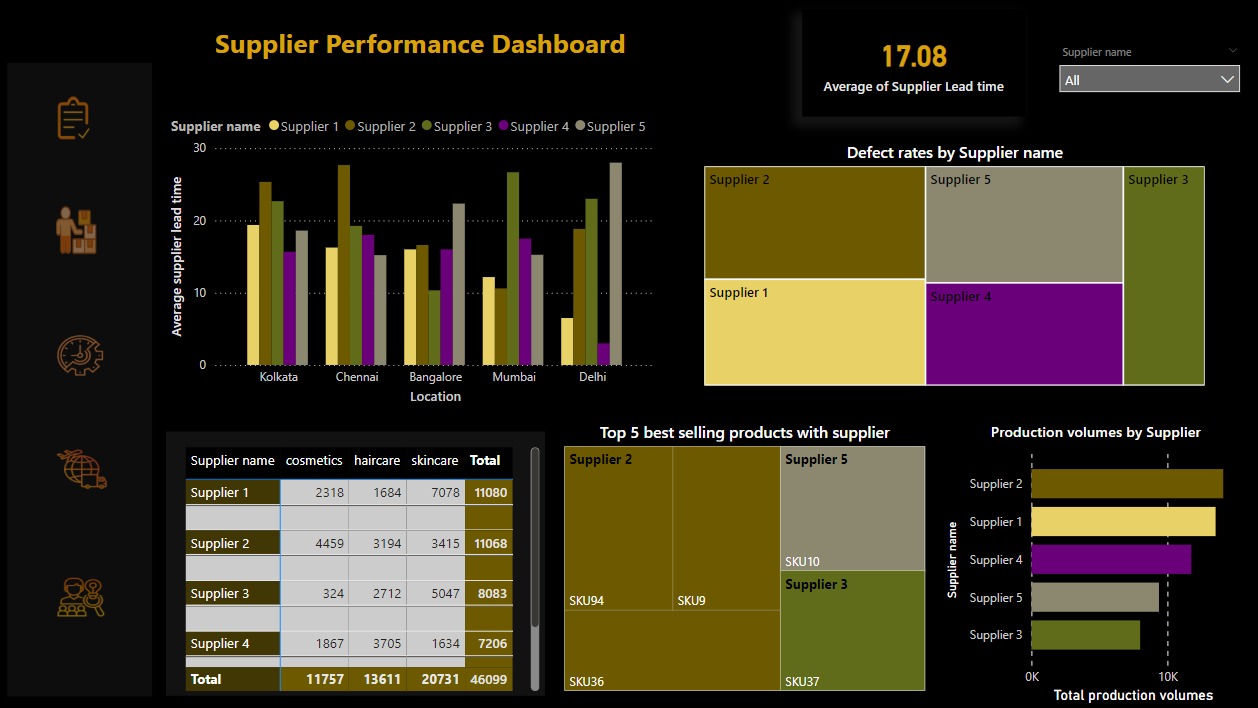 Supplier Performance Dashboard
17.08
Average of Supplier Lead time
Supplier name
All
Supplier name Supplier 1 Supplier 2 Supplier 3 Supplier 4 Supplier 5
Average supplier lead time
30
20
10
0
Kolkata Chennai Bangalore Mumbai Delhi
Location
Defect rates by Supplier name
Supplier 2
Supplier 5
Supplier 3
Supplier 1
Supplier 4
Supplier name cosmetics haircare skincare Total
Supplier 1 2318 1684 7078 11080
Supplier 2 4459 3194 3415 11068
Supplier 3 324 2712 5047 8083
Supplier 4 1867 3705 1634 7206
Total 11757 13611 20731 46099
Top 5 best selling products with supplier
Supplier 2
Supplier 5
SKU94
SKU9
SKU10
Supplier 3
SKU36
SKU37
Production volumes by Supplier
Supplier name
Supplier 2
Supplier 1
Supplier 4
Supplier 5
Supplier 3
0K 10K
Total production volumes